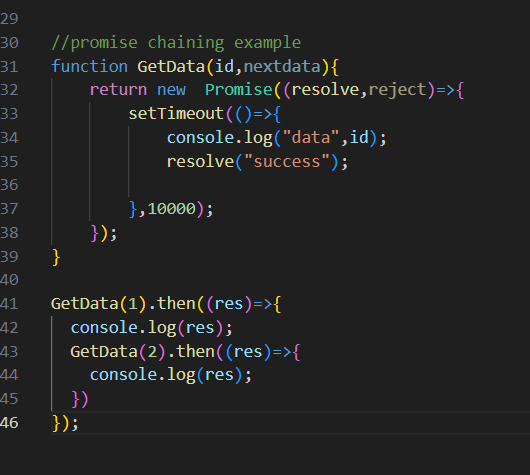 29
30 //promise chaining example
31 function GetData(id,nextdata){
32     return new  Promise((resolve,reject)=>{
33         setTimeout(()=>{
34             console.log("data",id);
35             resolve("success");
36
37         },10000);
38     });
39 }
40
41 GetData(1).then((res)=>{
42   console.log(res);
43   GetData(2).then((res)=>{
44     console.log(res);
45   })
46 });